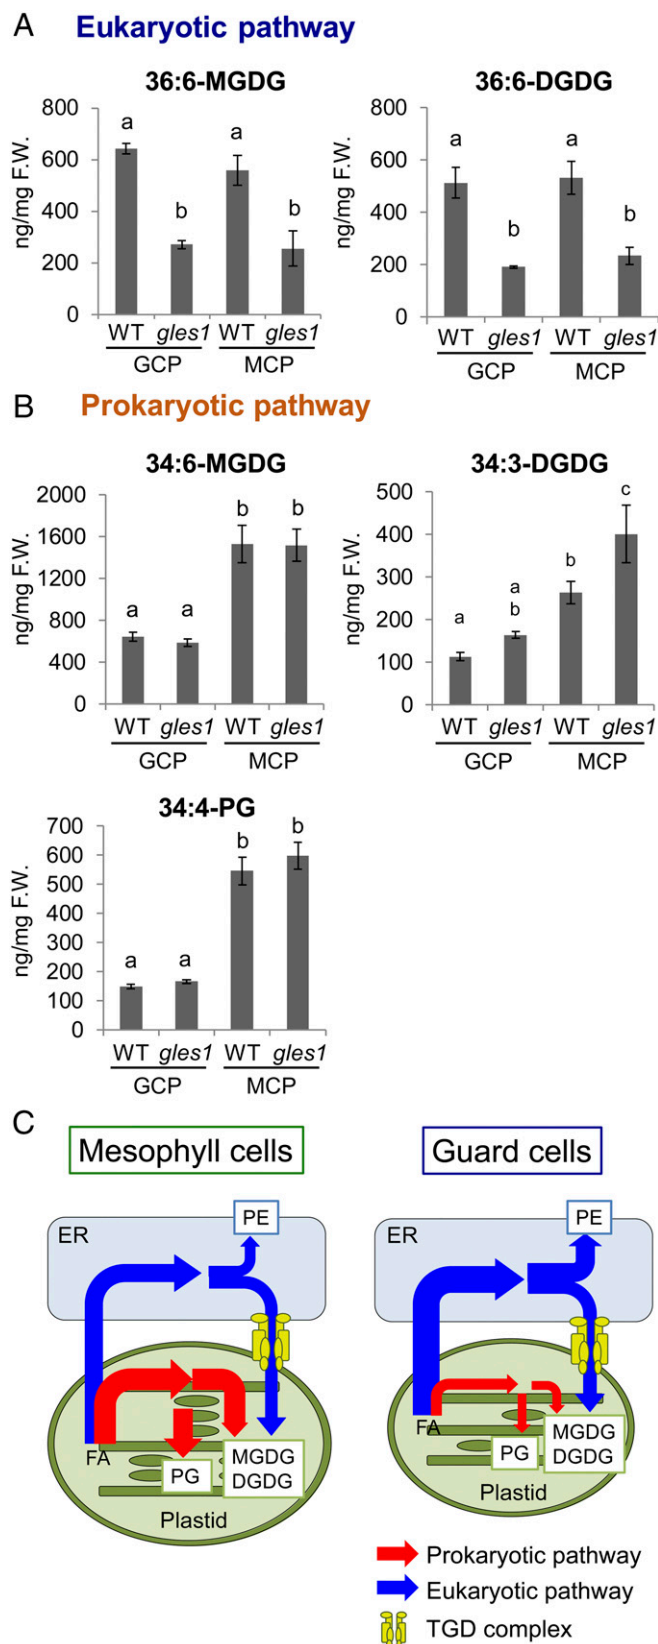 A Eukaryotic pathway
36:6-MGDG
ng/mg F.W.
800
600
400
200
0
a
b
a
b
WT gles1 WT gles1
GCP MCP
36:6-DGDG
ng/mg F.W.
800
600
400
200
0
a
b
a
b
WT gles1 WT gles1
GCP MCP
B Prokaryotic pathway
34:6-MGDG
ng/mg F.W.
2000
1600
1200
800
400
0
a
a
b
b
WT gles1 WT gles1
GCP MCP
34:3-DGDG
ng/mg F.W.
500
400
300
200
100
0
a
a
b
b
c
WT gles1 WT gles1
GCP MCP
34:4-PG
ng/mg F.W.
700
600
500
400
300
200
100
0
a
a
b
b
WT gles1 WT gles1
GCP MCP
C
Mesophyll cells
ER
PE
FA
PG
MGDG
DGDG
Plastid
Guard cells
ER
PE
FA
PG
MGDG
DGDG
Plastid
Prokaryotic pathway
Eukaryotic pathway
TGD complex